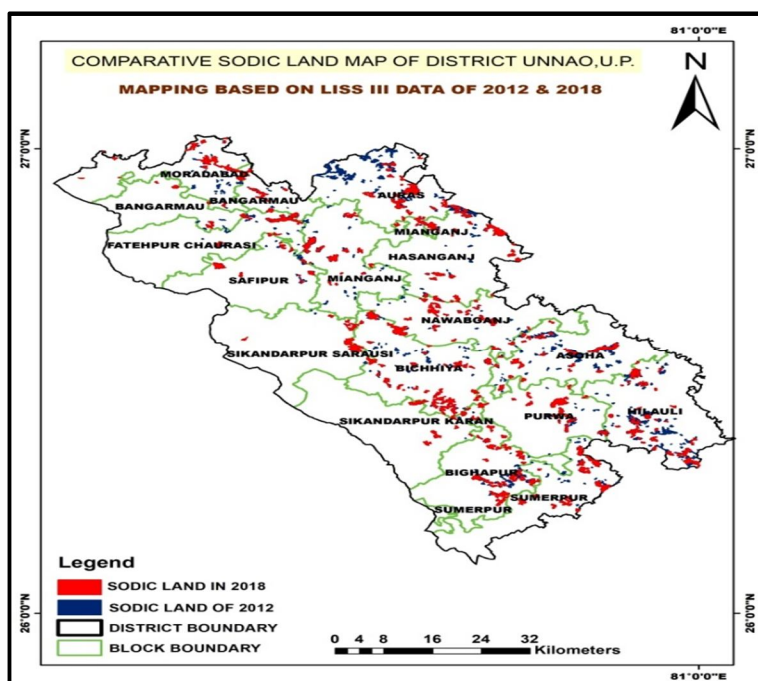 81°0'0"E
COMPARATIVE SODIC LAND MAP OF DISTRICT UNNAO,U.P.
MAPPING BASED ON LISS III DATA OF 2012 & 2018
N
27°0'0"N
27°0'0"N
MORADABAD
BANGARMAU
BANGARMAU
AURAS
FATEHPUR CHAURASI
MIANGANJ
HASANGANJ
SAFIPUR
MIANGANJ
NAWABGANJ
SIKANDARPUR SARAUSI
ASOHA
BICHHIYA
SIKANDARPUR KARAN
PURWA
HILAULI
BIGHAPUR
SUMERPUR
SUMERPUR
Legend
SODIC LAND IN 2018
SODIC LAND OF 2012
DISTRICT BOUNDARY
BLOCK BOUNDARY
26°0'0"N
26°0'0"N
0 4 8 16 24 32
Kilometers
81°0'0"E